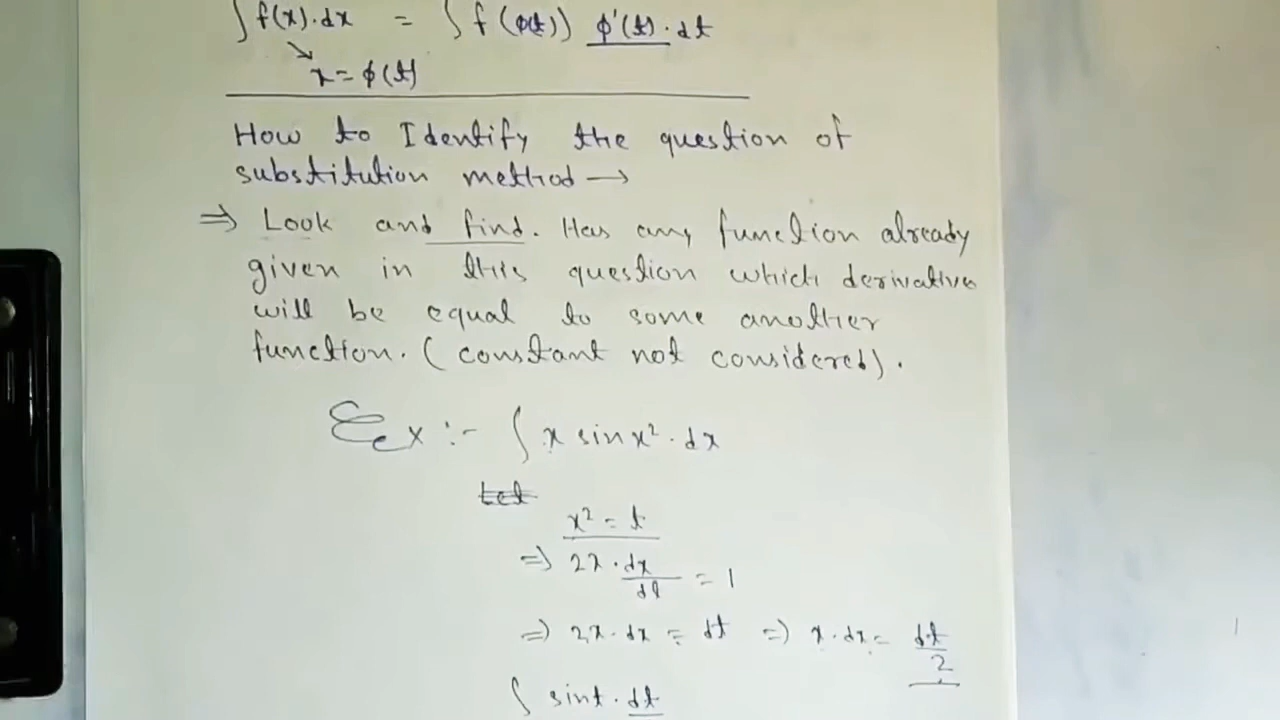 ∫ f(x)·dx = ∫ f(φ(t)) φ'(t)·dt
x = φ(t)
How to Identify the question of
substitution method →
⇒ Look and find. Has any function already
given in this question which derivative
will be equal to some another
function. (constant not considered).
Ex :- ∫ x sin x²·dx
let
x² = t
⇒ 2x·dx/dt = 1
⇒ 2x·dx = dt ⇒ x·dx = dt/2
∫ sint·dt